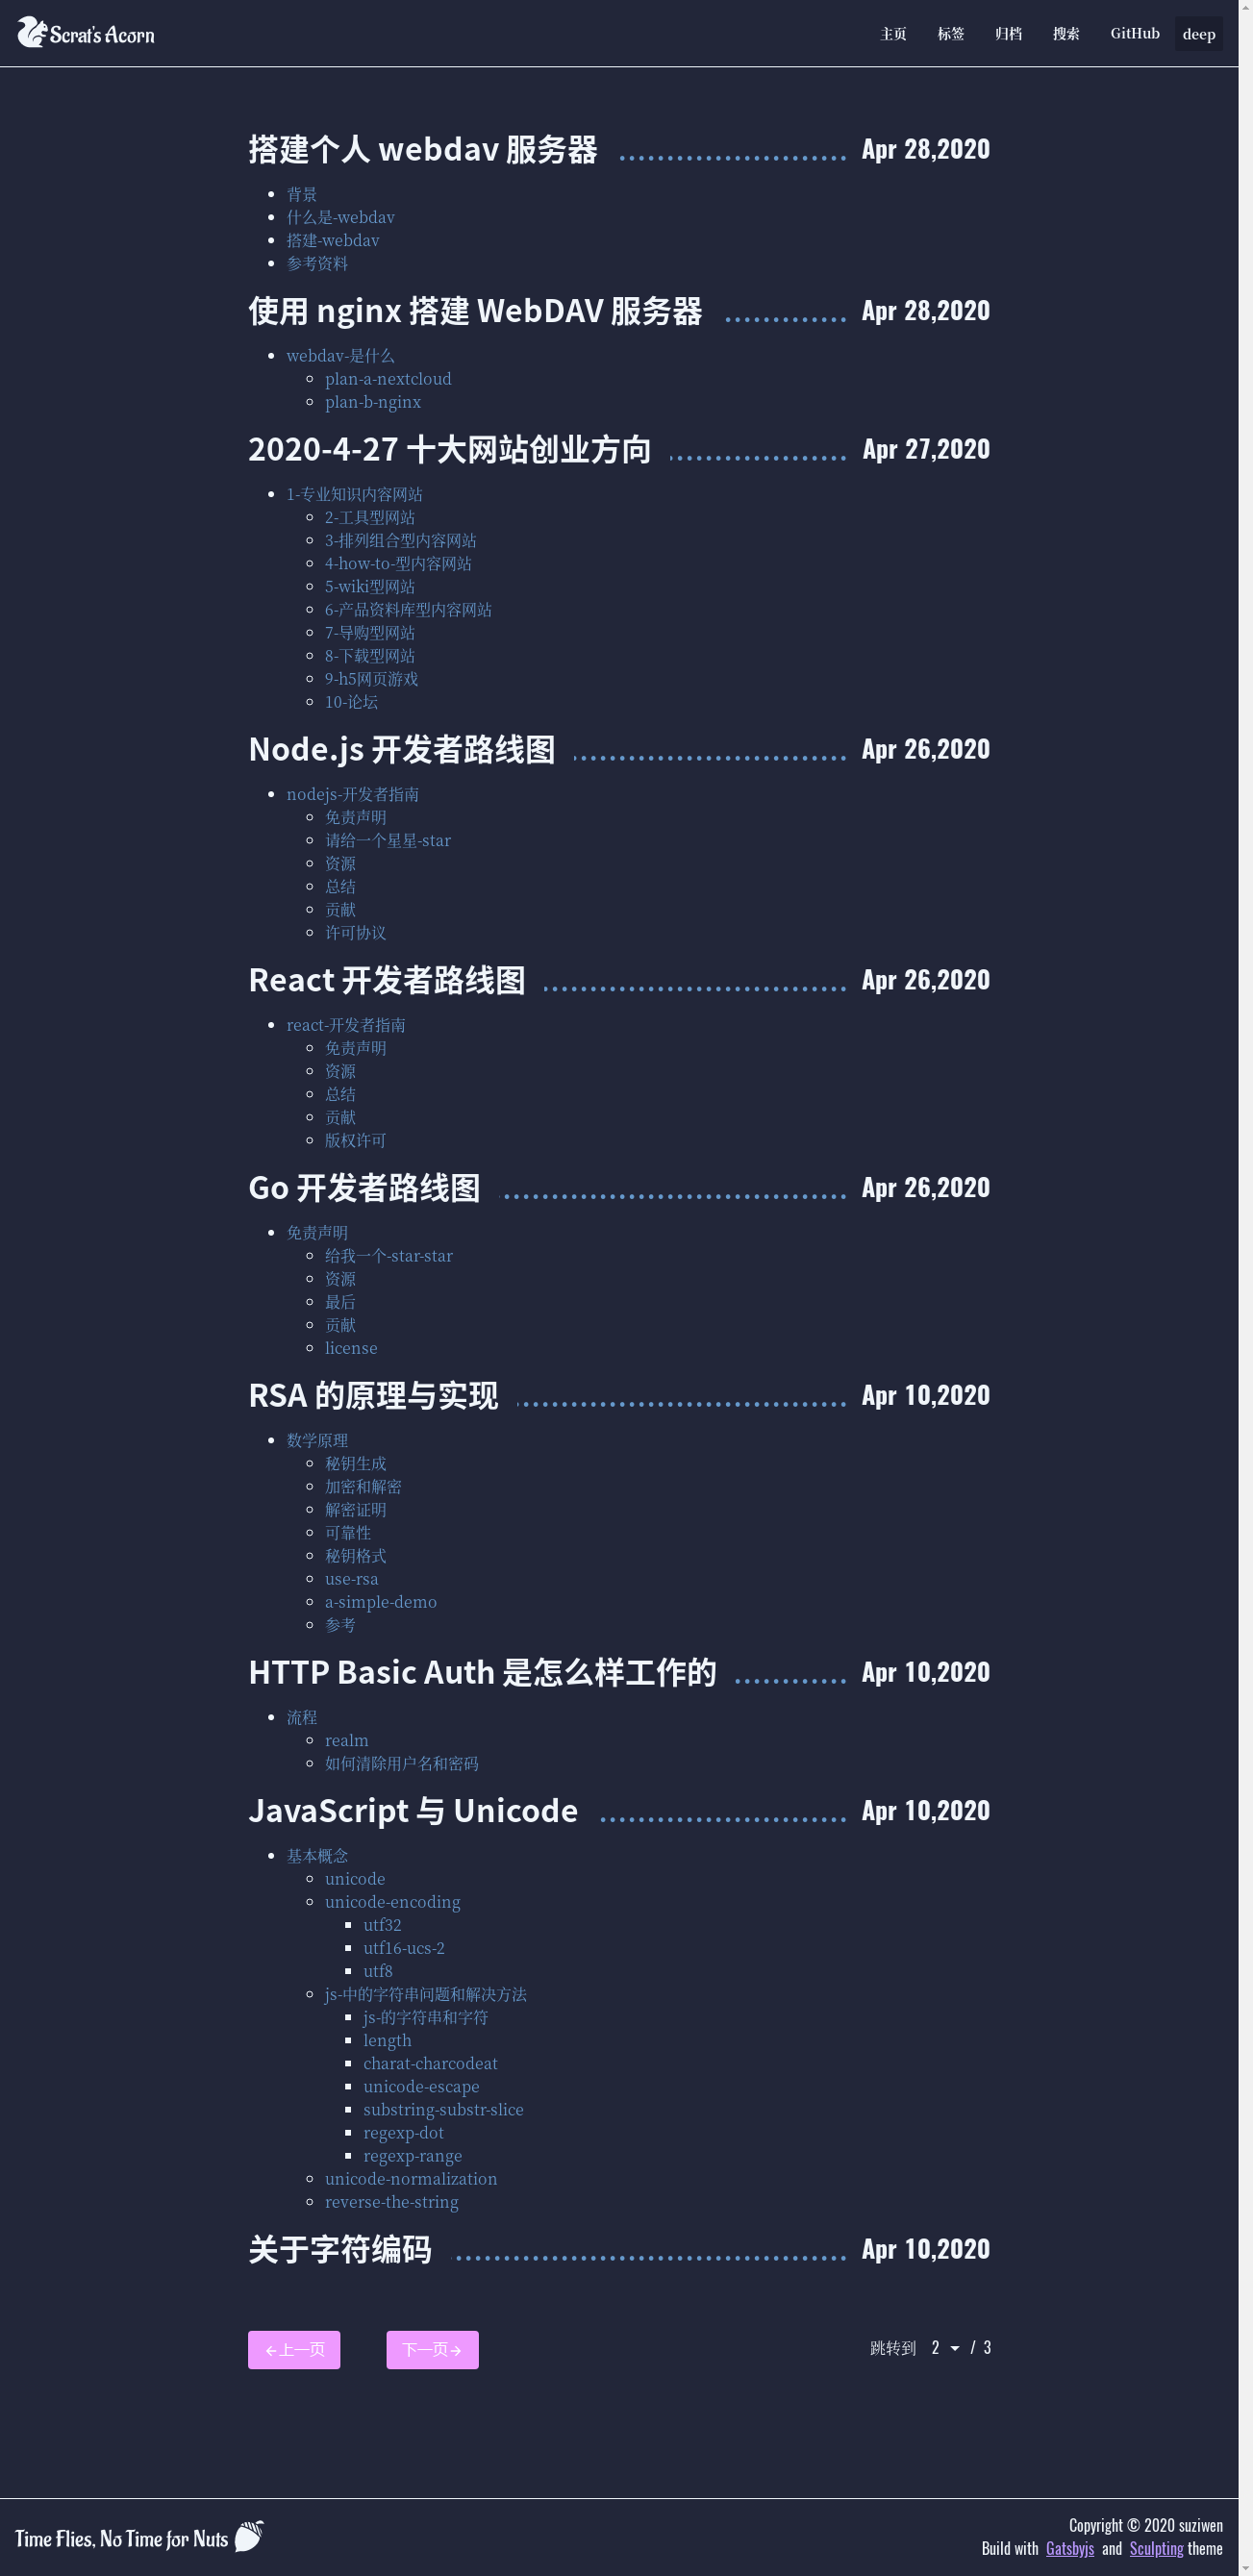 Scrat's Acorn
主页 标签 归档 搜索 GitHub deep
搭建个人 webdav 服务器 Apr 28,2020
背景
什么是-webdav
搭建-webdav
参考资料
使用 nginx 搭建 WebDAV 服务器 Apr 28,2020
webdav-是什么
plan-a-nextcloud
plan-b-nginx
2020-4-27 十大网站创业方向 Apr 27,2020
1-专业知识内容网站
2-工具型网站
3-排列组合型内容网站
4-how-to-型内容网站
5-wiki型网站
6-产品资料库型内容网站
7-导购型网站
8-下载型网站
9-h5网页游戏
10-论坛
Node.js 开发者路线图 Apr 26,2020
nodejs-开发者指南
免责声明
请给一个星星-star
资源
总结
贡献
许可协议
React 开发者路线图 Apr 26,2020
react-开发者指南
免责声明
资源
总结
贡献
版权许可
Go 开发者路线图 Apr 26,2020
免责声明
给我一个-star-star
资源
最后
贡献
license
RSA 的原理与实现 Apr 10,2020
数学原理
秘钥生成
加密和解密
解密证明
可靠性
秘钥格式
use-rsa
a-simple-demo
参考
HTTP Basic Auth 是怎么样工作的 Apr 10,2020
流程
realm
如何清除用户名和密码
JavaScript 与 Unicode Apr 10,2020
基本概念
unicode
unicode-encoding
utf32
utf16-ucs-2
utf8
js-中的字符串问题和解决方法
js-的字符串和字符
length
charat-charcodeat
unicode-escape
substring-substr-slice
regexp-dot
regexp-range
unicode-normalization
reverse-the-string
关于字符编码 Apr 10,2020
←上一页 下一页→ 跳转到 2 / 3
Time Flies, No Time for Nuts
Copyright © 2020 suziwen
Build with Gatsbyjs and Sculpting theme